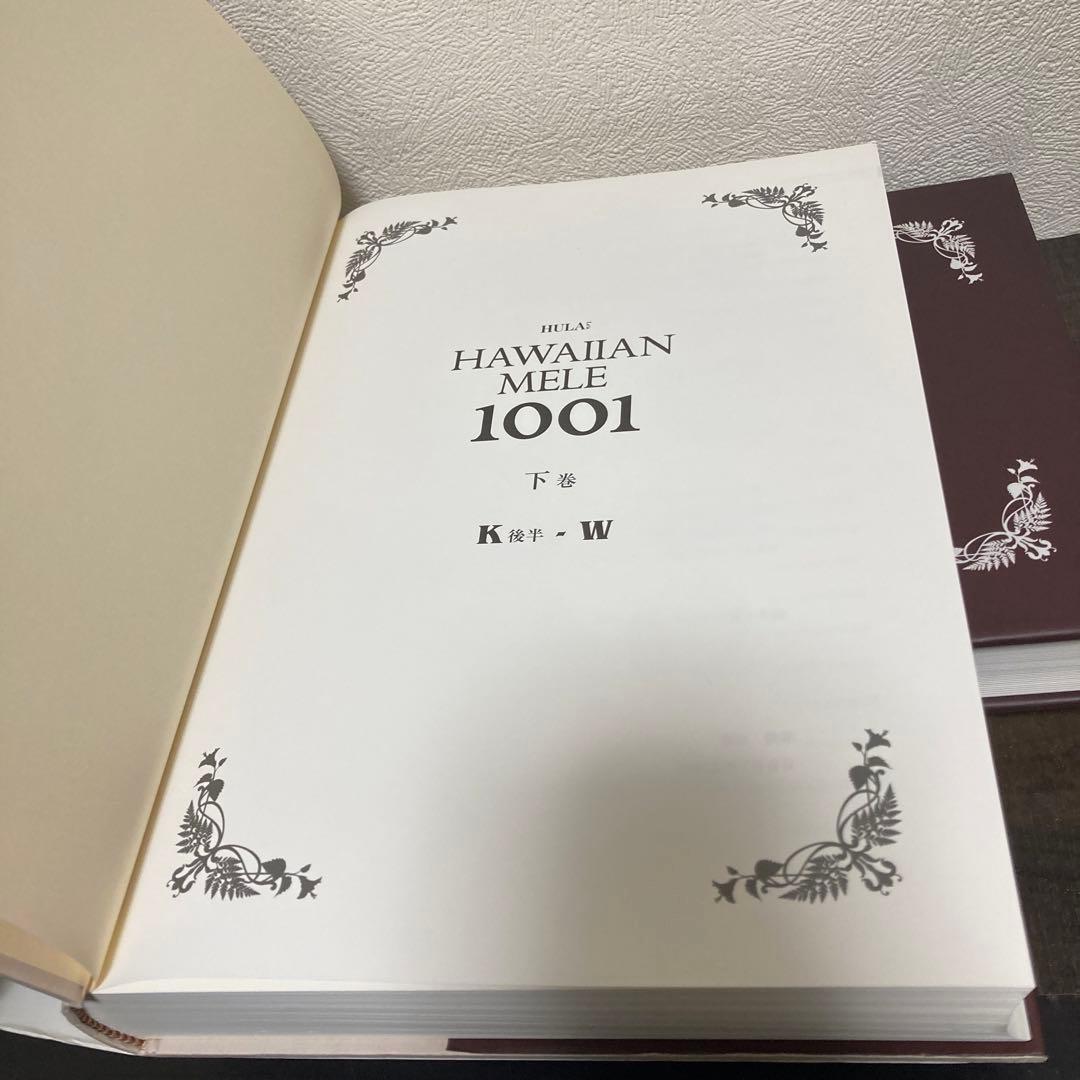 HULA
HAWAIIAN
MELE
1001
下巻
K後半 - W